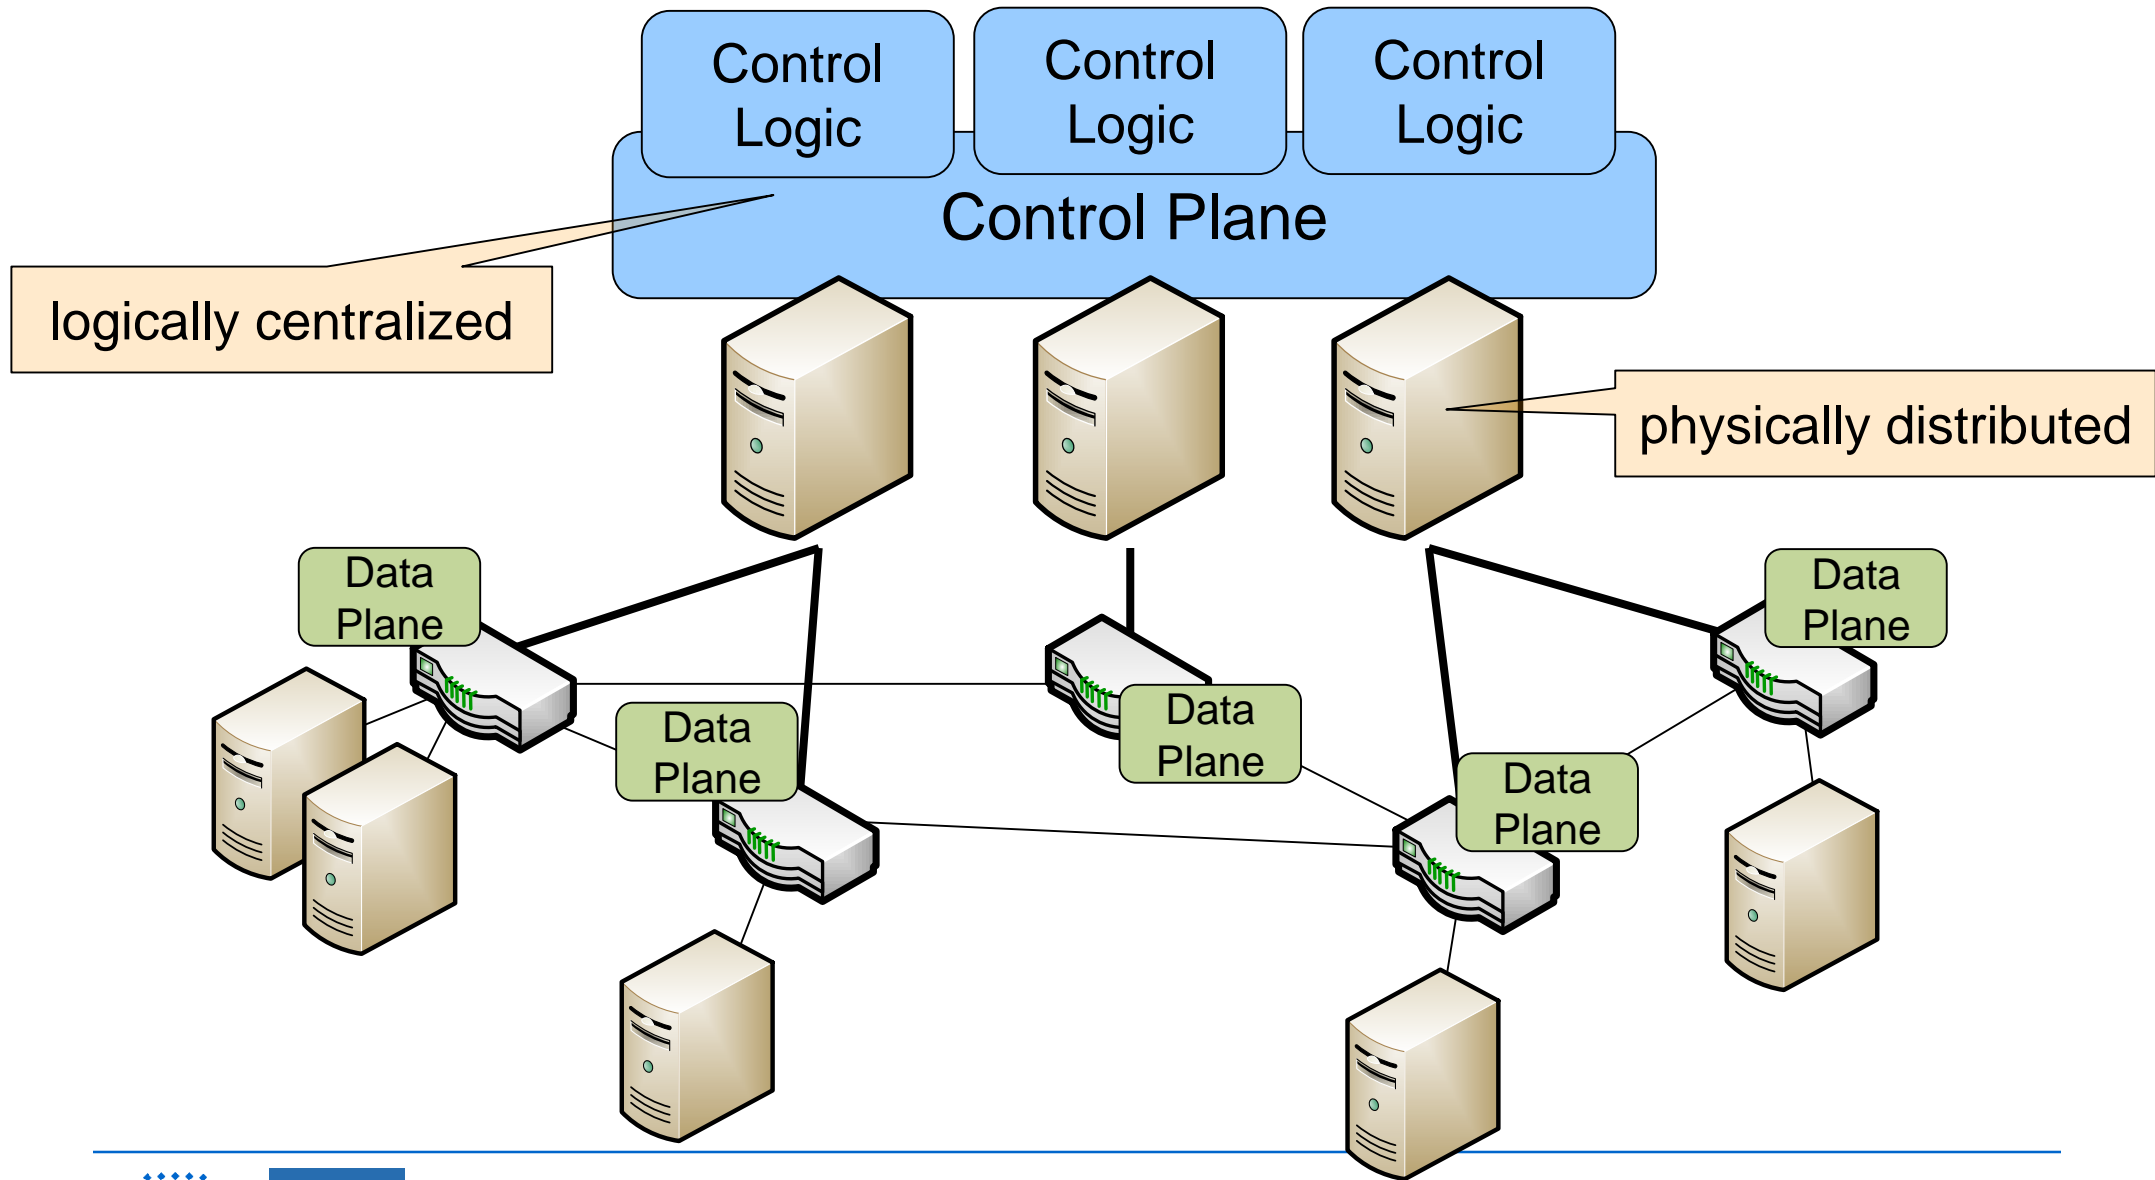 Control
Logic
Control
Logic
Control
Logic
Control Plane
logically centralized
physically distributed
Data
Plane
Data
Plane
Data
Plane
Data
Plane
Data
Plane